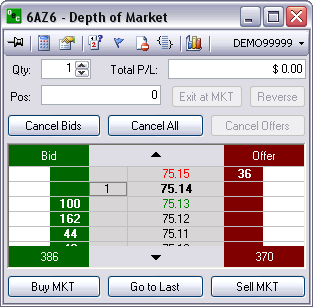 6AZ6 - Depth of Market
DEMO99999
Qty: 1 Total P/L: $ 0.00
Pos: 0 Exit at MKT Reverse
Cancel Bids Cancel All Cancel Offers
Bid Offer
75.15 36
1 75.14
100 75.13
162 75.12
44 75.11
75.10
386 370
Buy MKT Go to Last Sell MKT